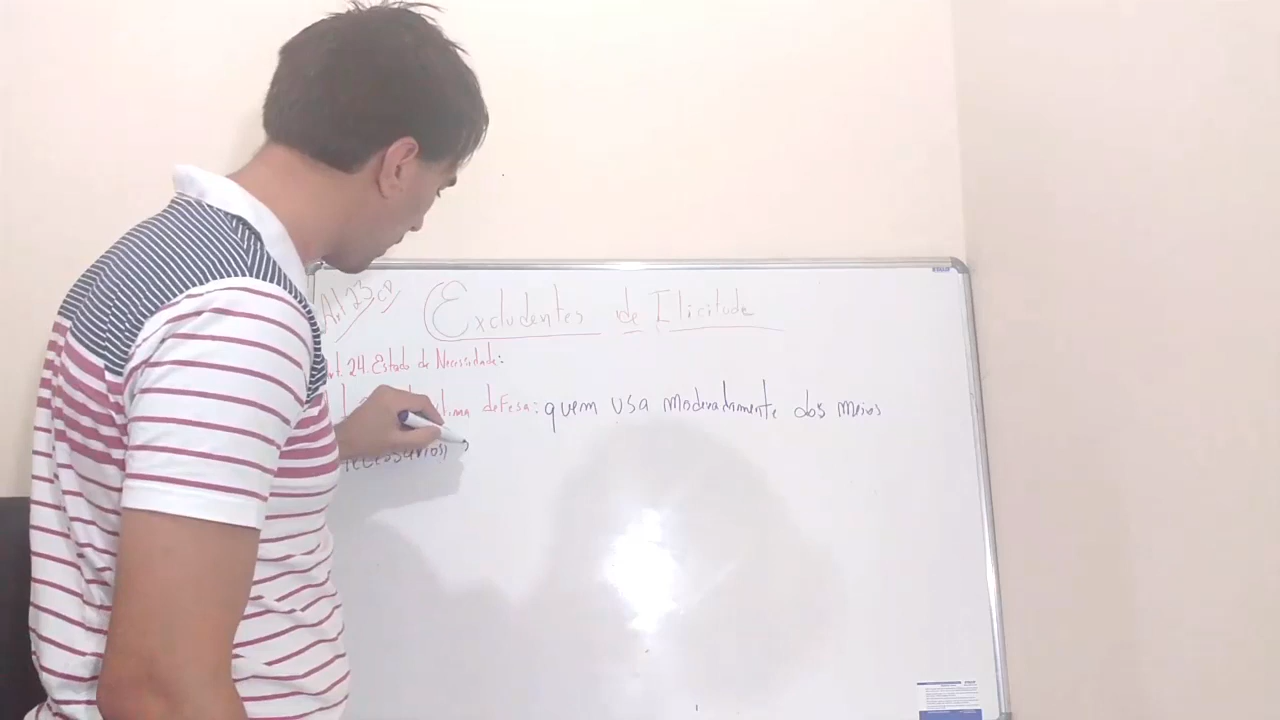 Art 23. CP
Excludentes de Ilicitude
Art. 24. Estado de Necessidade:
defesa: quem usa moderadamente dos meios
necessários,